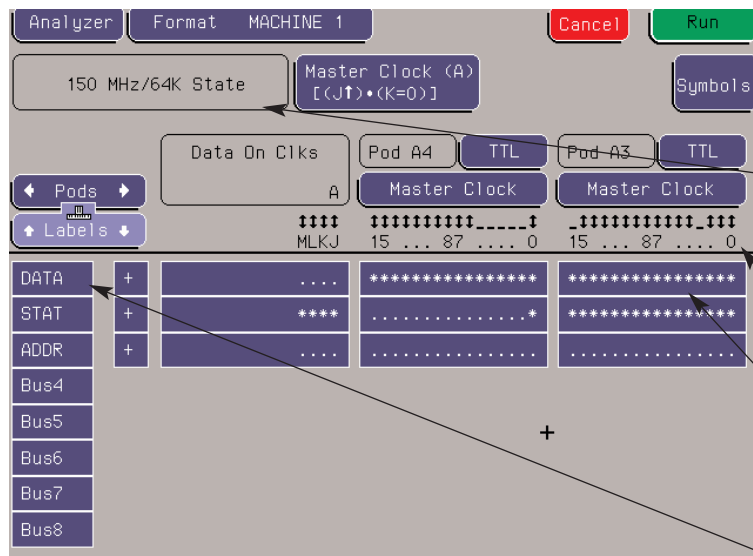 Analyzer Format MACHINE 1 Cancel Run
150 MHz/64K State Master Clock (A) Symbols
[(J↑)•(K=0)]
Data On Clks Pod A4 TTL Pod A3 TTL
Pods A Master Clock Master Clock
Labels MLKJ 15 ... 87 .... 0 15 ... 87 .... 0
DATA + .... **************** ****************
STAT + **** ...............* ****************
ADDR + .... ................ ................
Bus4
Bus5
Bus6
Bus7
Bus8